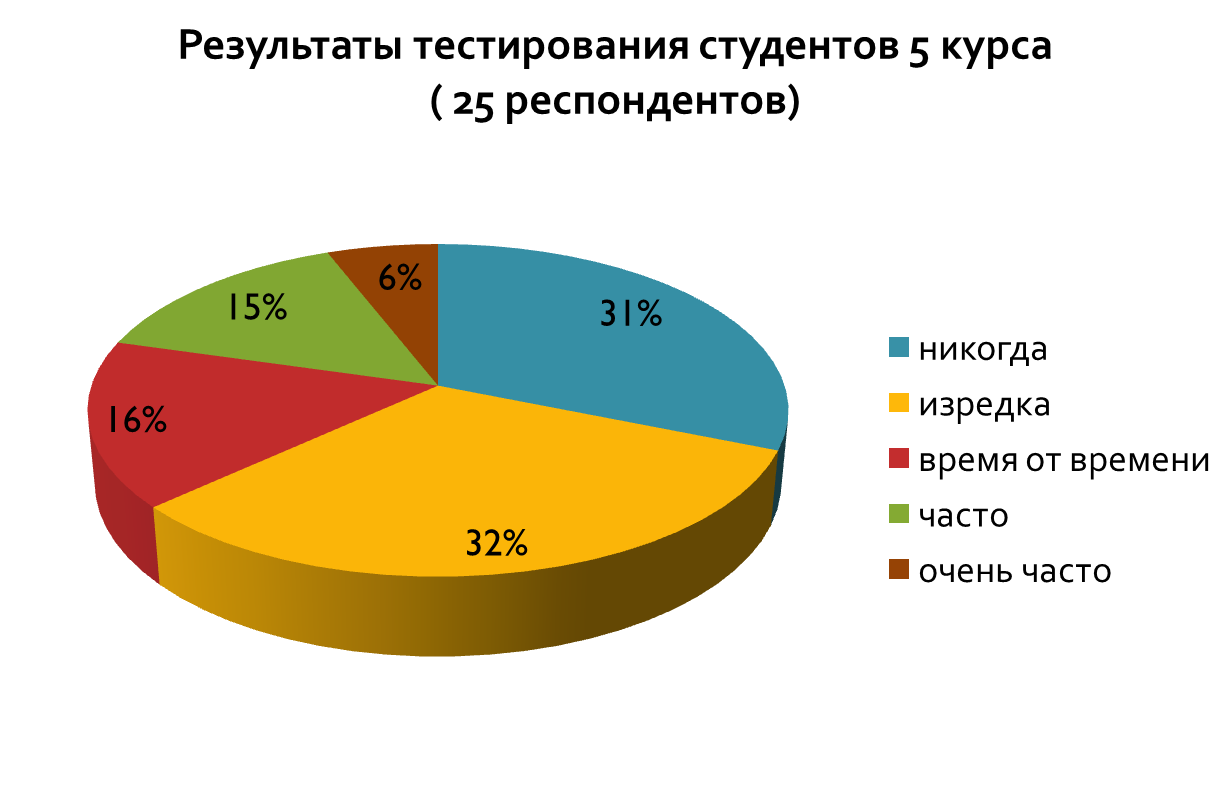 Результаты тестирования студентов 5 курса
( 25 респондентов)
6%
31%
15%
16%
32%
никогда
изредка
время от времени
часто
очень часто